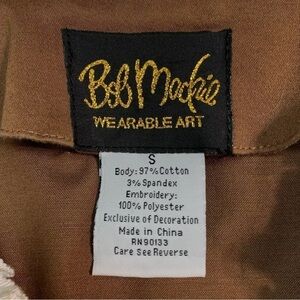 Bob Mackie
WEARABLE ART
S
Body: 97% Cotton
3% Spandex
Embroidery:
100% Polyester
Exclusive of Decoration
Made in China
RN90133
Care See Reverse